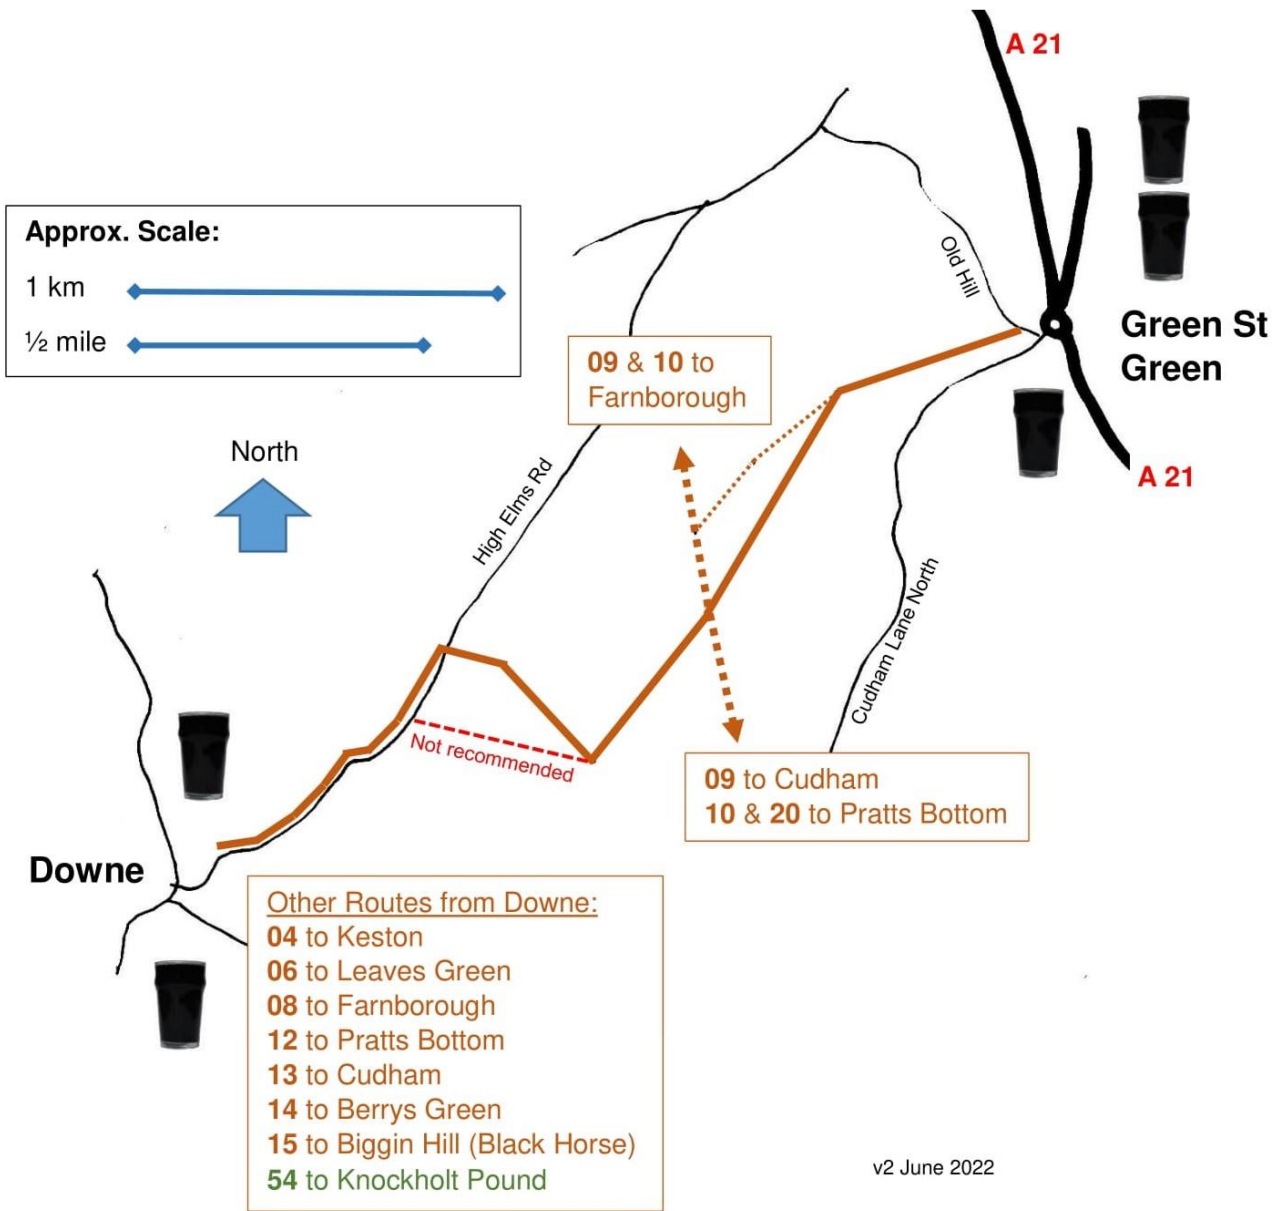 A 21
Approx. Scale:
1 km
½ mile
Old Hill
Green St
Green
09 & 10 to
Farnborough
North
A 21
High Elms Rd
Cudham Lane North
Not recommended
09 to Cudham
10 & 20 to Pratts Bottom
Downe
Other Routes from Downe:
04 to Keston
06 to Leaves Green
08 to Farnborough
12 to Pratts Bottom
13 to Cudham
14 to Berrys Green
15 to Biggin Hill (Black Horse)
54 to Knockholt Pound
v2 June 2022